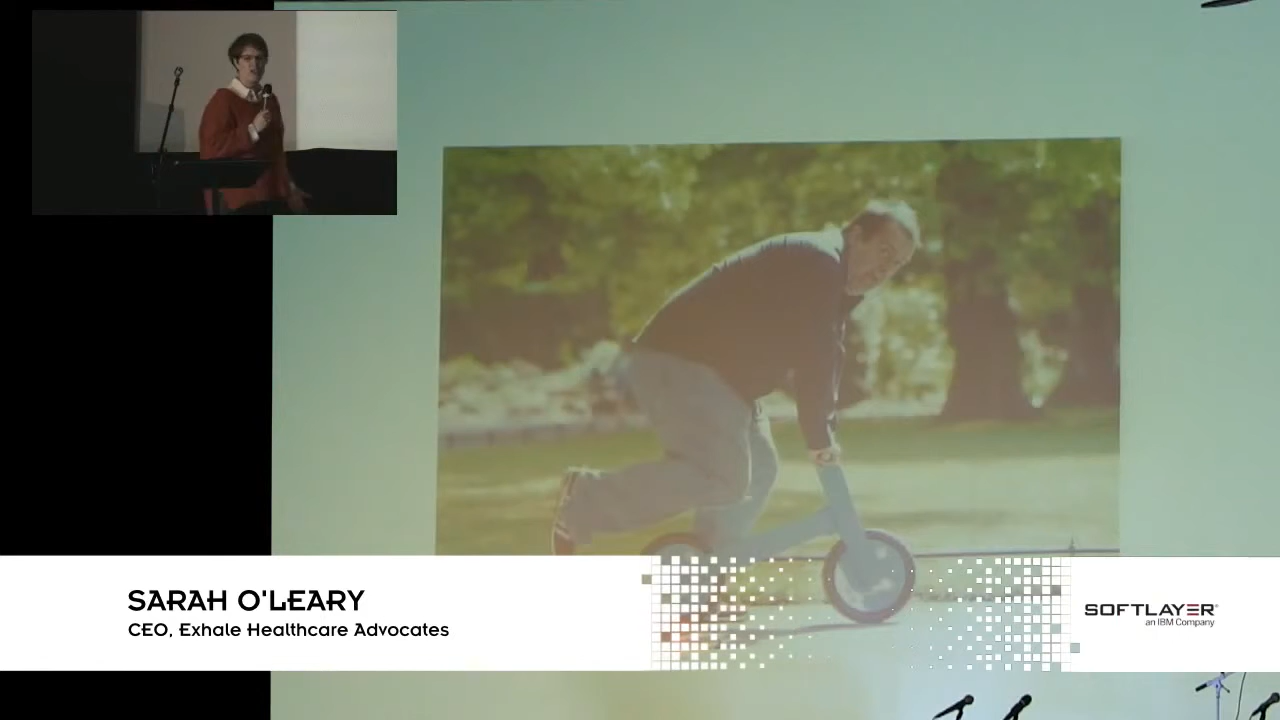 SARAH O'LEARY
CEO, Exhale Healthcare Advocates
SOFTLAYER
an IBM Company